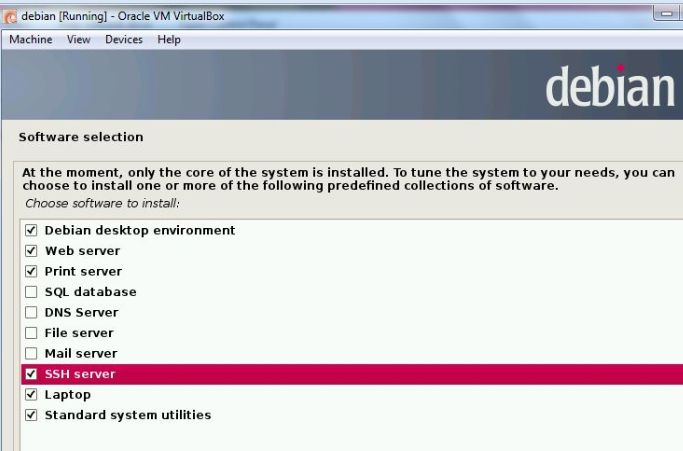 debian [Running] - Oracle VM VirtualBox
Machine View Devices Help
debian
Software selection
At the moment, only the core of the system is installed. To tune the system to your needs, you can
choose to install one or more of the following predefined collections of software.
Choose software to install:
Debian desktop environment
Web server
Print server
SQL database
DNS Server
File server
Mail server
SSH server
Laptop
Standard system utilities